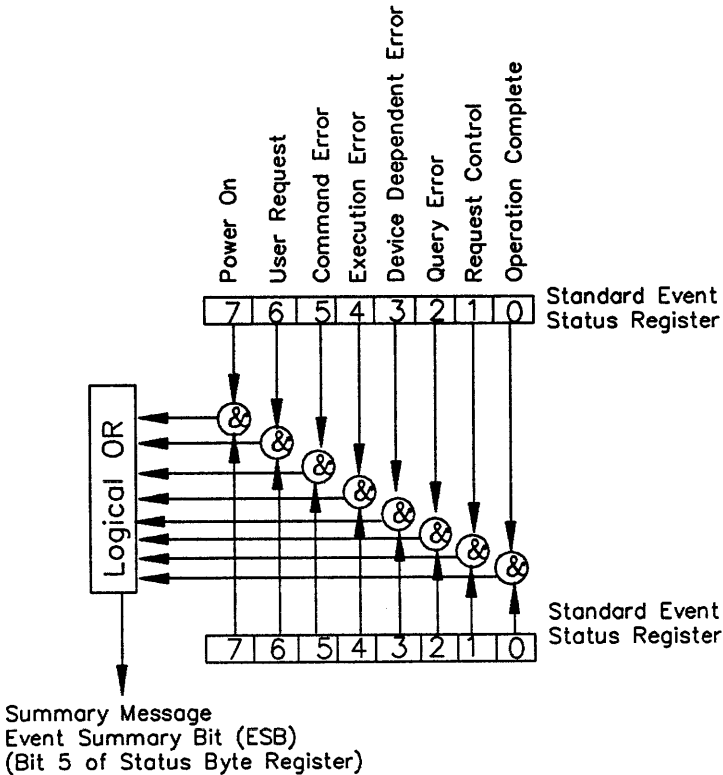 Power On
User Request
Command Error
Execution Error
Device Deependent Error
Query Error
Request Control
Operation Complete
7 6 5 4 3 2 1 0
Standard Event
Status Register
& & & & & & & &
Logical OR
Standard Event
Status Register
7 6 5 4 3 2 1 0
Summary Message
Event Summary Bit (ESB)
(Bit 5 of Status Byte Register)